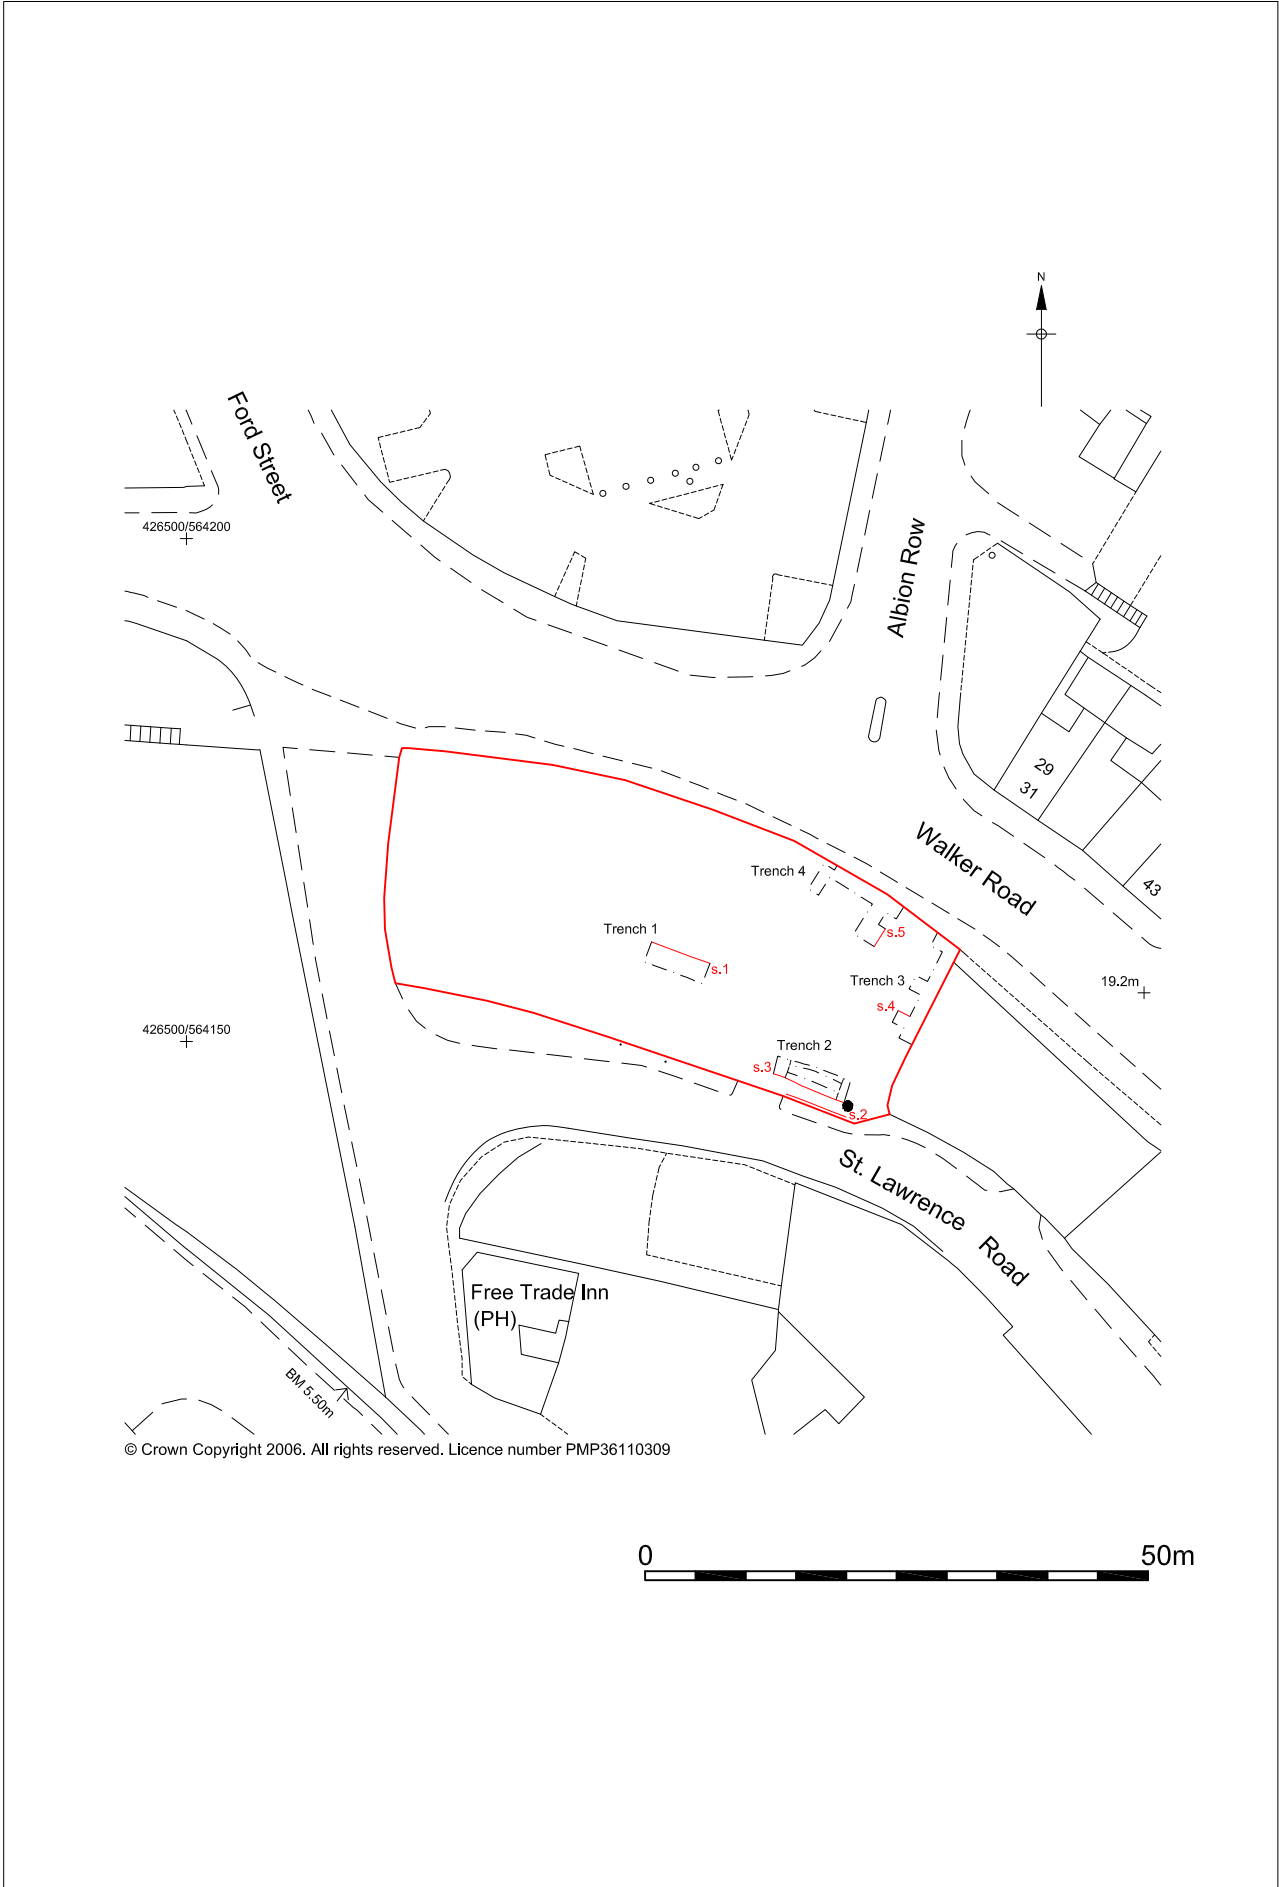 N
Ford Street
426500/564200
Albion Row
29
31
43
Walker Road
Trench 4
s.5
Trench 1
s.1
Trench 3
s.4
19.2m
426500/564150
Trench 2
s.3
s.2
St. Lawrence Road
Free Trade Inn
(PH)
BM 5.50m
© Crown Copyright 2006. All rights reserved. Licence number PMP36110309
0
50m